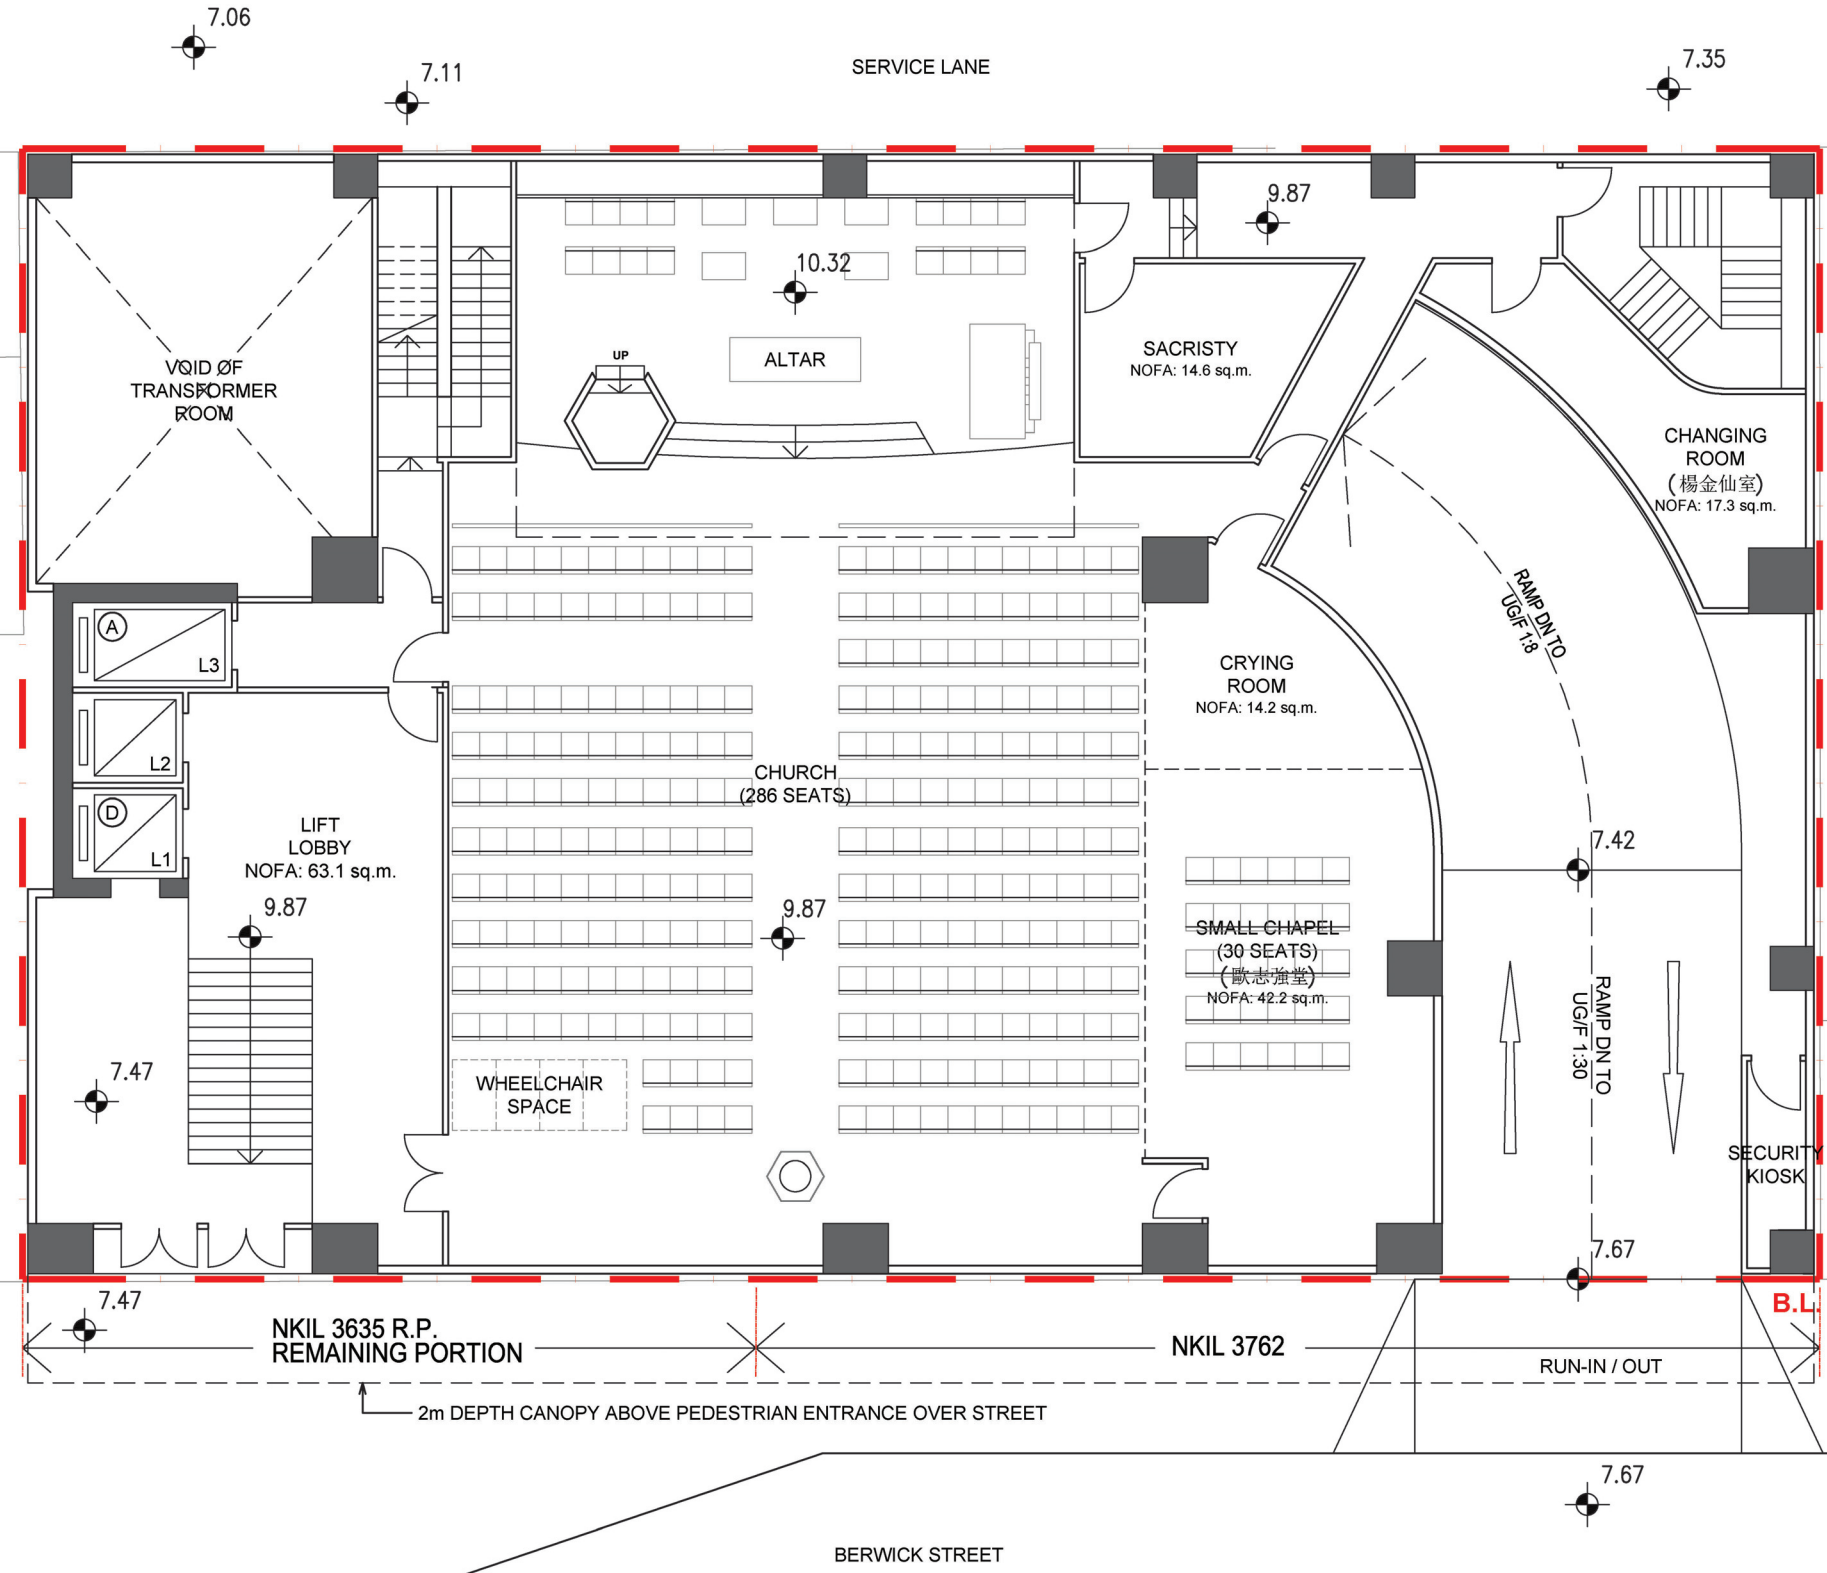 7.06
7.11
SERVICE LANE
7.35
9.87
10.32
UP
ALTAR
SACRISTY
NOFA: 14.6 sq.m.
VOID OF
TRANSFORMER
ROOM
CHANGING
ROOM
(楊金仙室)
NOFA: 17.3 sq.m.
RAMP DN TO
UG/F 1:8
A
L3
L2
D
L1
CRYING
ROOM
NOFA: 14.2 sq.m.
CHURCH
(286 SEATS)
LIFT
LOBBY
NOFA: 63.1 sq.m.
9.87
9.87
7.42
SMALL CHAPEL
(30 SEATS)
(歐志強堂)
NOFA: 42.2 sq.m.
RAMP DN TO
UG/F 1:30
7.47
WHEELCHAIR
SPACE
SECURITY
KIOSK
7.67
7.47
B.L.
NKIL 3635 R.P.
REMAINING PORTION
NKIL 3762
RUN-IN / OUT
2m DEPTH CANOPY ABOVE PEDESTRIAN ENTRANCE OVER STREET
7.67
BERWICK STREET